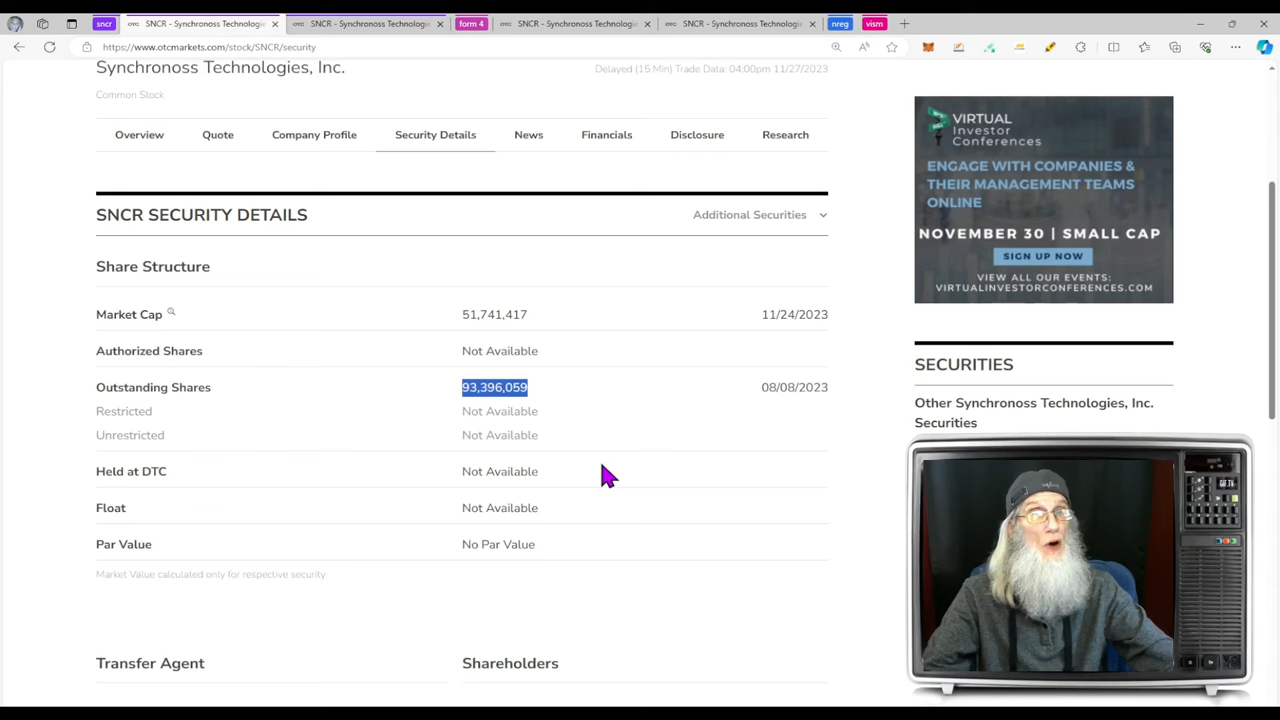 sncr
SNCR - Synchronoss Technologies
SNCR - Synchronoss Technologies
form 4
SNCR - Synchronoss Technologies
SNCR - Synchronoss Technologies
nreg
vism
https://www.otcmarkets.com/stock/SNCR/security
Synchronoss Technologies, Inc.
Delayed (15 Min) Trade Data: 04:00pm 11/27/2023
Common Stock
Overview
Quote
Company Profile
Security Details
News
Financials
Disclosure
Research
SNCR SECURITY DETAILS
Additional Securities
Share Structure
Market Cap 51,741,417 11/24/2023
Authorized Shares Not Available
Outstanding Shares 93,396,059 08/08/2023
Restricted Not Available
Unrestricted Not Available
Held at DTC Not Available
Float Not Available
Par Value No Par Value
Market Value calculated only for respective security
Transfer Agent
Shareholders
VIRTUAL
Investor
Conferences
ENGAGE WITH COMPANIES &
THEIR MANAGEMENT TEAMS
ONLINE
NOVEMBER 30 | SMALL CAP
SIGN UP NOW
VIEW ALL OUR EVENTS:
VIRTUALINVESTORCONFERENCES.COM
SECURITIES
Other Synchronoss Technologies, Inc.
Securities